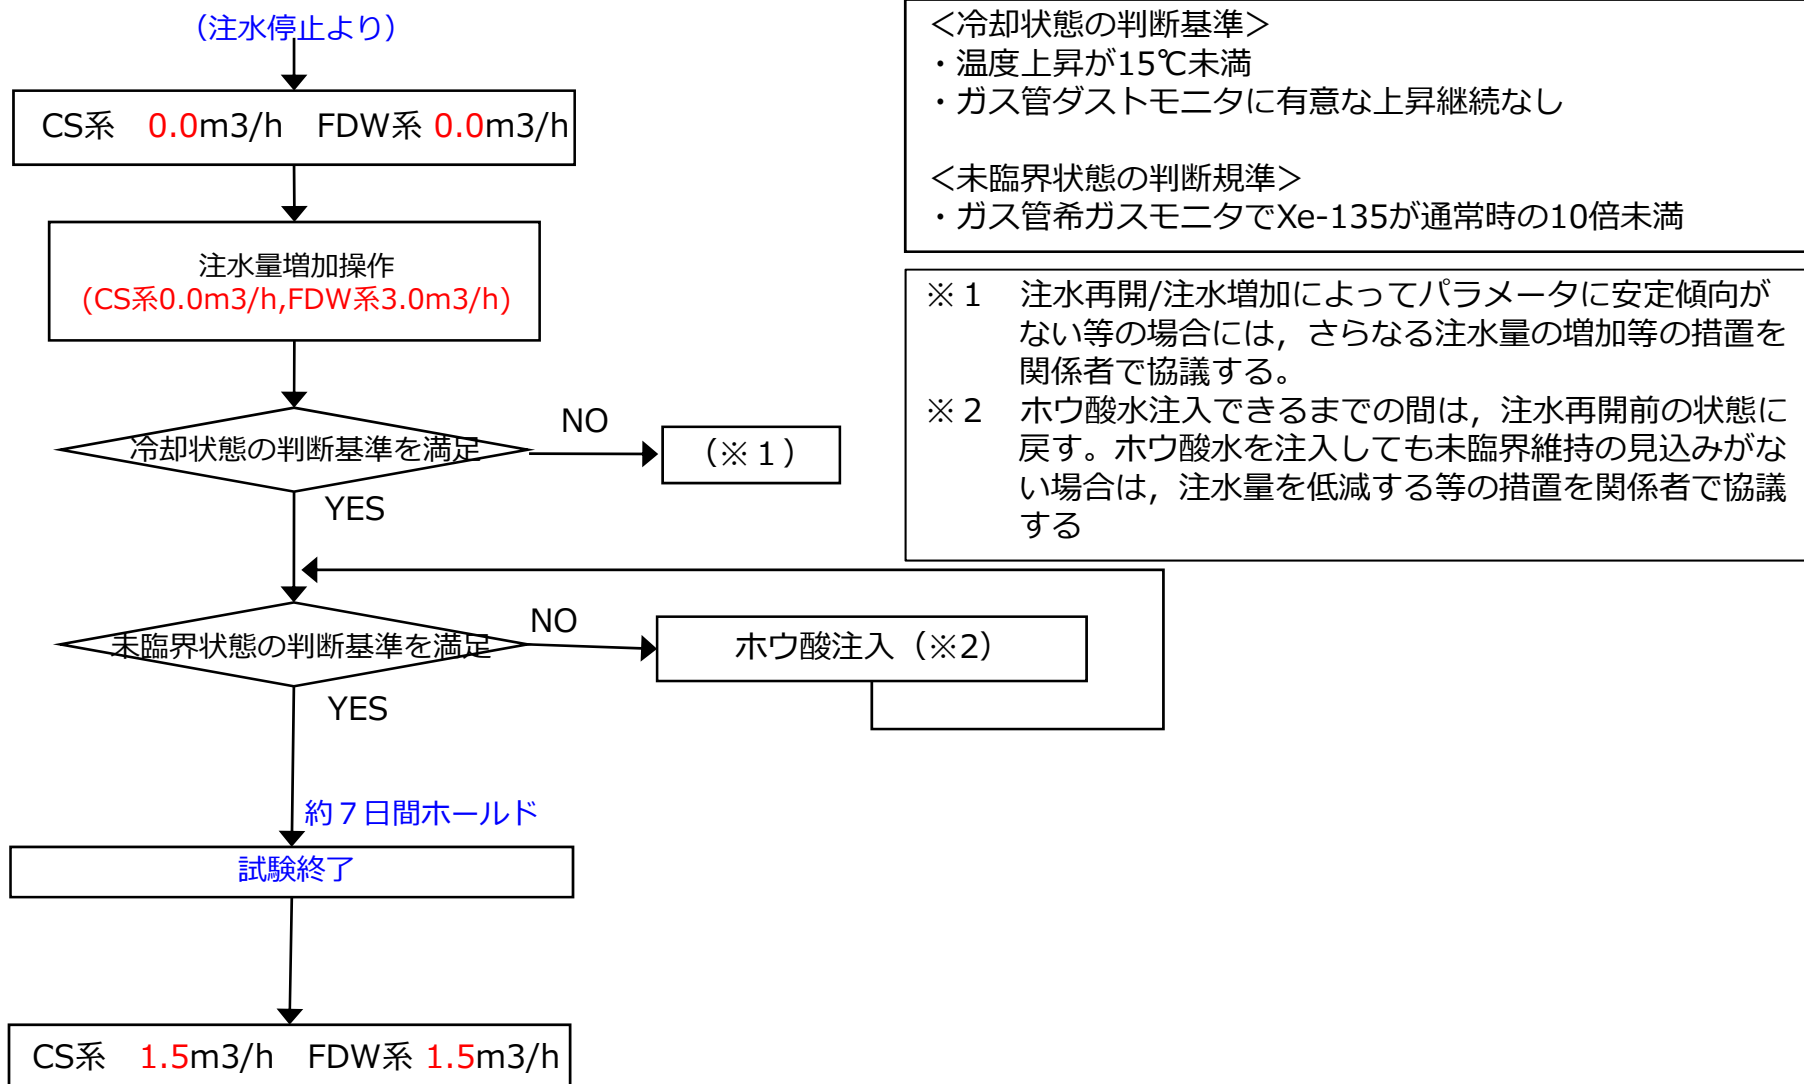 （注水停止より）
CS系　0.0m3/h　FDW系 0.0m3/h
注水量増加操作
(CS系0.0m3/h,FDW系3.0m3/h)
冷却状態の判断基準を満足
NO
（※１）
YES
未臨界状態の判断基準を満足
NO
ホウ酸注入（※2）
YES
約７日間ホールド
試験終了
CS系　1.5m3/h　FDW系 1.5m3/h
＜冷却状態の判断基準＞
・温度上昇が15℃未満
・ガス管ダストモニタに有意な上昇継続なし
＜未臨界状態の判断規準＞
・ガス管希ガスモニタでXe-135が通常時の10倍未満
※１　注水再開/注水増加によってパラメータに安定傾向が
ない等の場合には，さらなる注水量の増加等の措置を
関係者で協議する。
※２　ホウ酸水注入できるまでの間は，注水再開前の状態に
戻す。ホウ酸水を注入しても未臨界維持の見込みがな
い場合は，注水量を低減する等の措置を関係者で協議
する